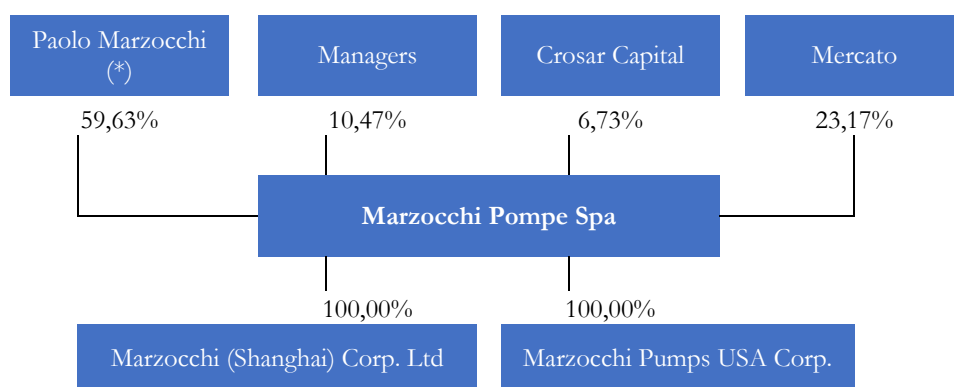 Paolo Marzocchi
(*)
Managers
Crosar Capital
Mercato
59,63%
10,47%
6,73%
23,17%
Marzocchi Pompe Spa
100,00%
100,00%
Marzocchi (Shanghai) Corp. Ltd
Marzocchi Pumps USA Corp.